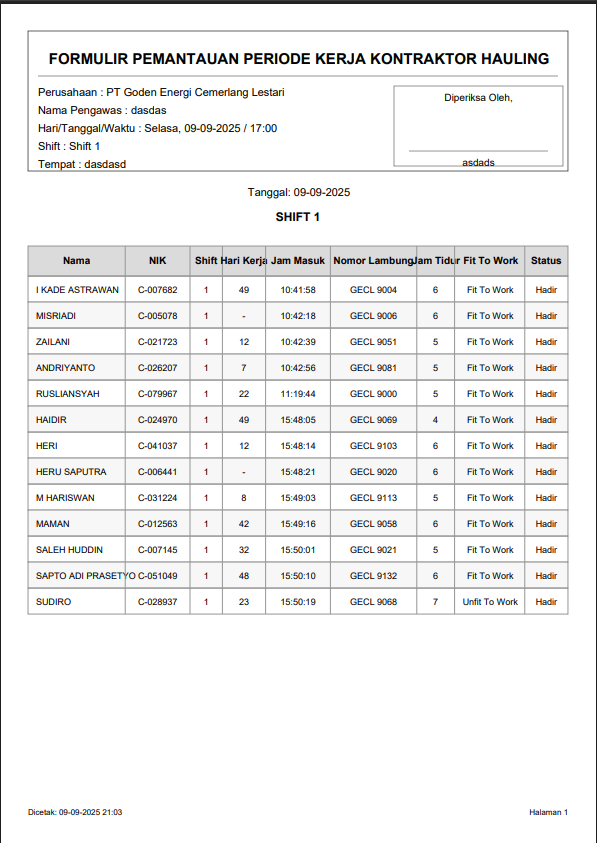 FORMULIR PEMANTAUAN PERIODE KERJA KONTRAKTOR HAULING
Perusahaan : PT Goden Energi Cemerlang Lestari
Nama Pengawas : dasdas
Hari/Tanggal/Waktu : Selasa, 09-09-2025 / 17:00
Shift : Shift 1
Tempat : dasdasd
Diperiksa Oleh,
asdads
Tanggal: 09-09-2025
SHIFT 1
Nama NIK Shift Hari Kerja Jam Masuk Nomor Lambung Jam Tidur Fit To Work Status
I KADE ASTRAWAN C-007682 1 49 10:41:58 GECL 9004 6 Fit To Work Hadir
MISRIADI C-005078 1 - 10:42:18 GECL 9006 6 Fit To Work Hadir
ZAILANI C-021723 1 12 10:42:39 GECL 9051 5 Fit To Work Hadir
ANDRIYANTO C-026207 1 7 10:42:56 GECL 9081 5 Fit To Work Hadir
RUSLIANSYAH C-079967 1 22 11:19:44 GECL 9000 5 Fit To Work Hadir
HAIDIR C-024970 1 49 15:48:05 GECL 9069 4 Fit To Work Hadir
HERI C-041037 1 12 15:48:14 GECL 9103 6 Fit To Work Hadir
HERU SAPUTRA C-006441 1 - 15:48:21 GECL 9020 6 Fit To Work Hadir
M HARISWAN C-031224 1 8 15:49:03 GECL 9113 5 Fit To Work Hadir
MAMAN C-012563 1 42 15:49:16 GECL 9058 6 Fit To Work Hadir
SALEH HUDDIN C-007145 1 32 15:50:01 GECL 9021 5 Fit To Work Hadir
SAPTO ADI PRASETYO C-051049 1 48 15:50:10 GECL 9132 6 Fit To Work Hadir
SUDIRO C-028937 1 23 15:50:19 GECL 9068 7 Unfit To Work Hadir
Dicetak: 09-09-2025 21:03
Halaman 1